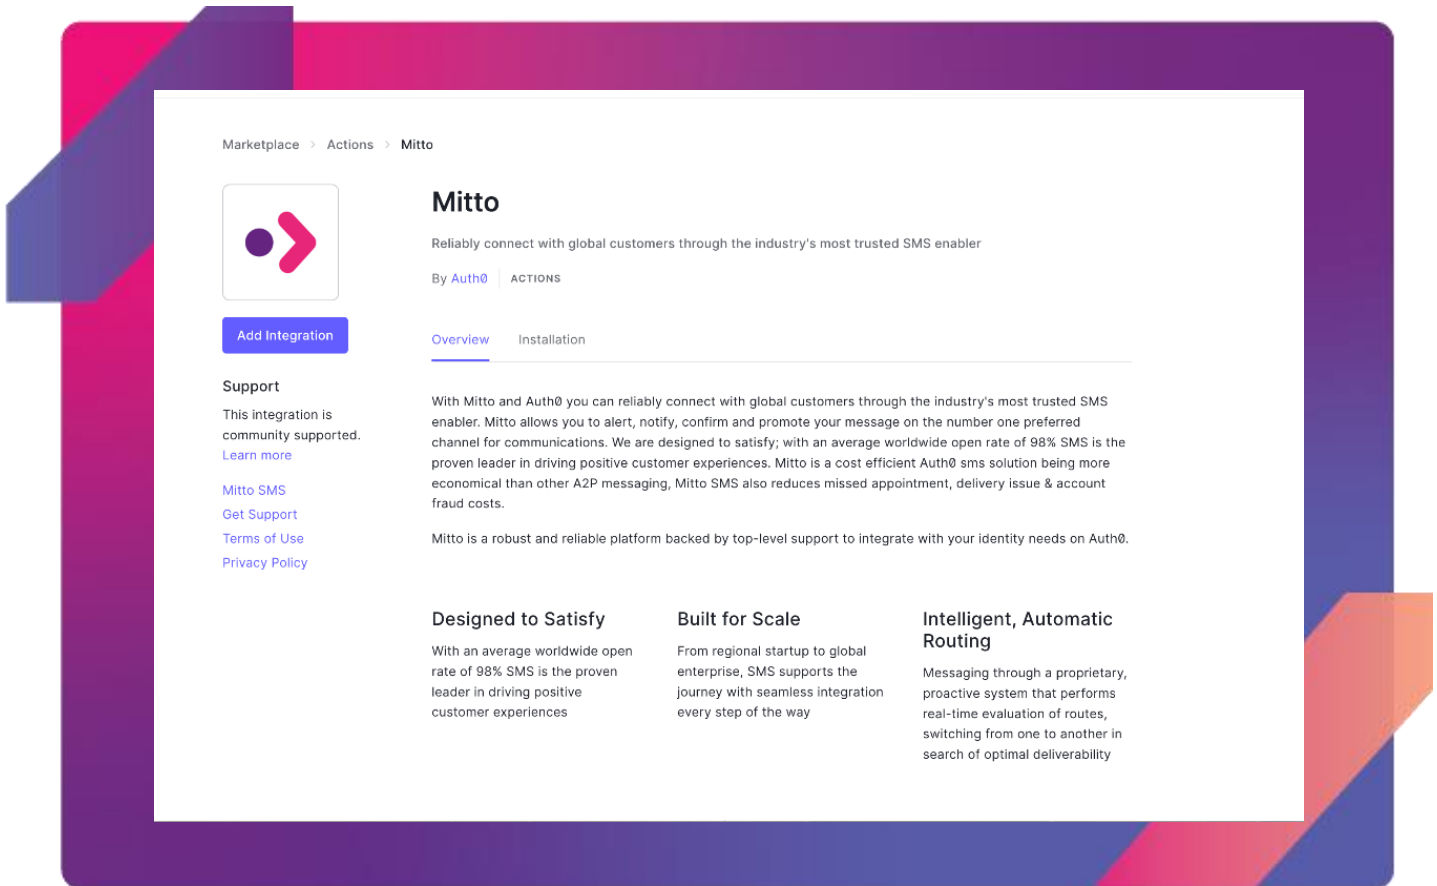 Marketplace > Actions > Mitto
Mitto
Reliably connect with global customers through the industry's most trusted SMS enabler
By Auth0 ACTIONS
Add Integration
Overview Installation
Support
This integration is
community supported.
Learn more
Mitto SMS
Get Support
Terms of Use
Privacy Policy
With Mitto and Auth0 you can reliably connect with global customers through the industry's most trusted SMS
enabler. Mitto allows you to alert, notify, confirm and promote your message on the number one preferred
channel for communications. We are designed to satisfy; with an average worldwide open rate of 98% SMS is the
proven leader in driving positive customer experiences. Mitto is a cost efficient Auth0 sms solution being more
economical than other A2P messaging, Mitto SMS also reduces missed appointment, delivery issue & account
fraud costs.
Mitto is a robust and reliable platform backed by top-level support to integrate with your identity needs on Auth0.
Designed to Satisfy
With an average worldwide open
rate of 98% SMS is the proven
leader in driving positive
customer experiences
Built for Scale
From regional startup to global
enterprise, SMS supports the
journey with seamless integration
every step of the way
Intelligent, Automatic
Routing
Messaging through a proprietary,
proactive system that performs
real-time evaluation of routes,
switching from one to another in
search of optimal deliverability